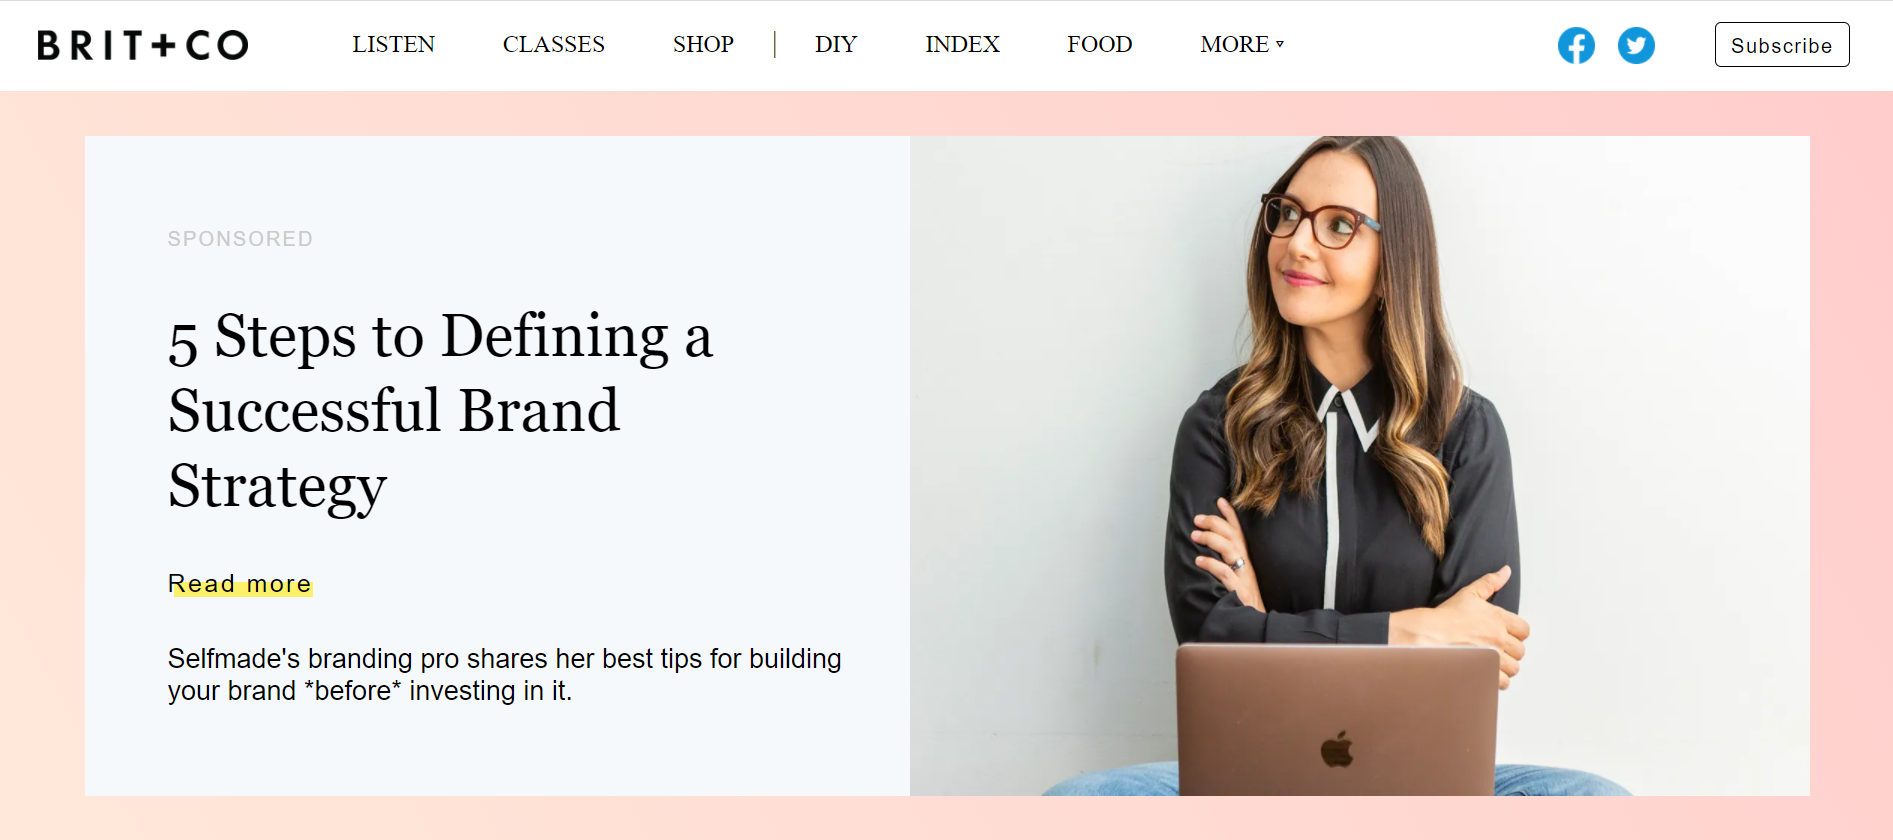 BRIT+CO
LISTEN CLASSES SHOP | DIY INDEX FOOD MORE ▿
Subscribe
SPONSORED
5 Steps to Defining a
Successful Brand
Strategy
Read more
Selfmade's branding pro shares her best tips for building
your brand *before* investing in it.